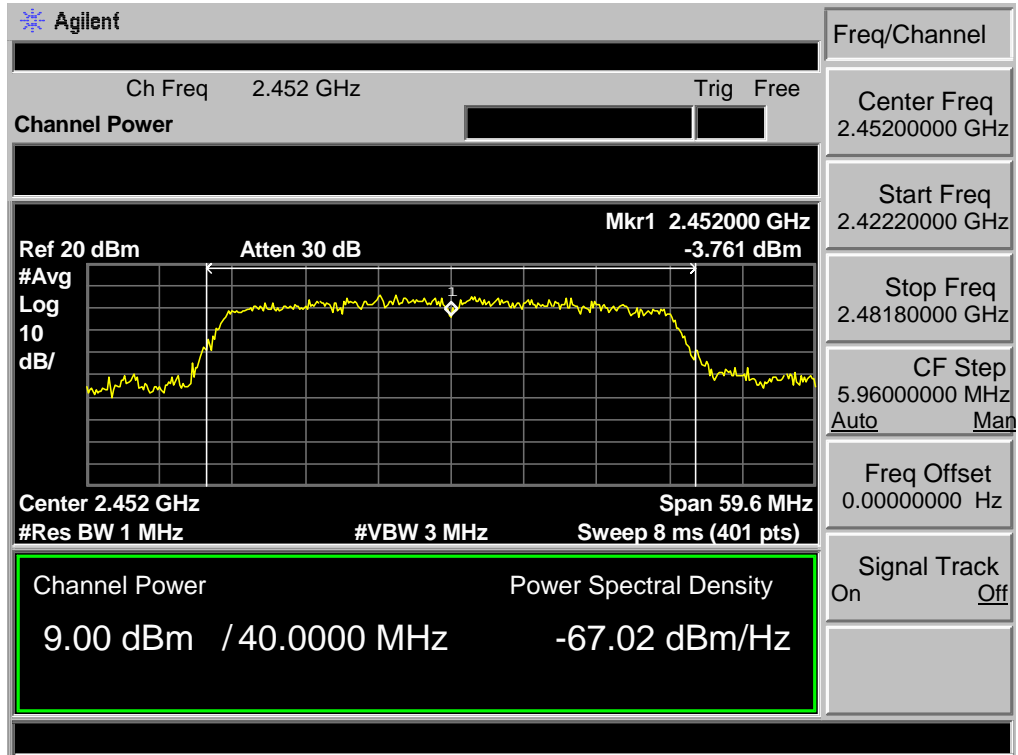 Agilent
Freq/Channel
Ch Freq 2.452 GHz Trig Free
Channel Power
Center Freq
2.45200000 GHz
Start Freq
2.42220000 GHz
Stop Freq
2.48180000 GHz
CF Step
5.96000000 MHz
Auto Man
Freq Offset
0.00000000 Hz
Signal Track
On Off
Mkr1 2.452000 GHz
Ref 20 dBm Atten 30 dB -3.761 dBm
#Avg
Log
10
dB/
1
Center 2.452 GHz Span 59.6 MHz
#Res BW 1 MHz #VBW 3 MHz Sweep 8 ms (401 pts)
Channel Power Power Spectral Density
9.00 dBm / 40.0000 MHz -67.02 dBm/Hz